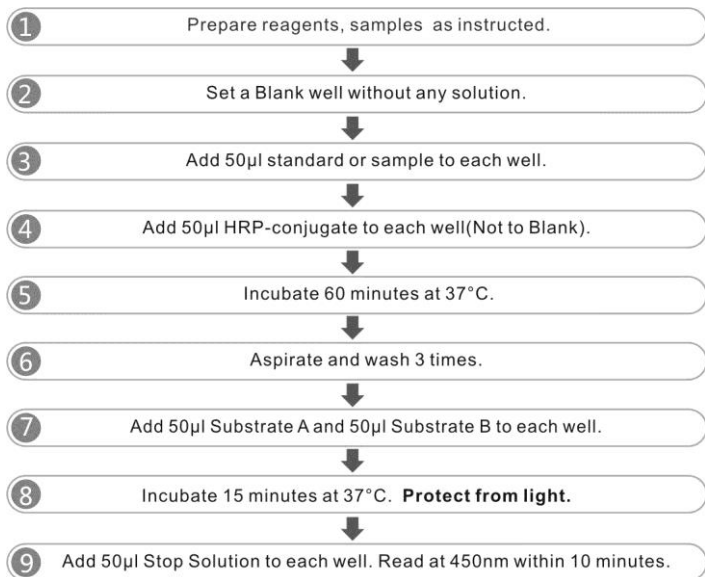 1 Prepare reagents, samples as instructed.
2 Set a Blank well without any solution.
3 Add 50µl standard or sample to each well.
4 Add 50µl HRP-conjugate to each well(Not to Blank).
5 Incubate 60 minutes at 37°C.
6 Aspirate and wash 3 times.
7 Add 50µl Substrate A and 50µl Substrate B to each well.
8 Incubate 15 minutes at 37°C. Protect from light.
9 Add 50µl Stop Solution to each well. Read at 450nm within 10 minutes.